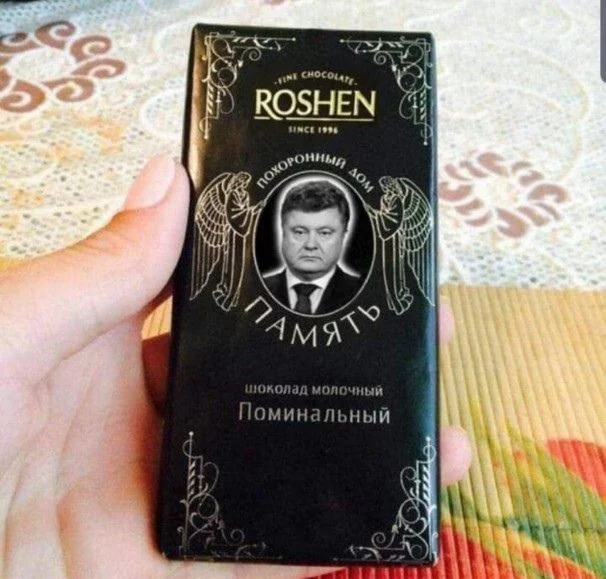 FINE CHOCOLATE
ROSHEN
SINCE 1996
ПОХОРОННЫЙ ДОМ
ПАМЯТЬ
шоколад молочный
Поминальный